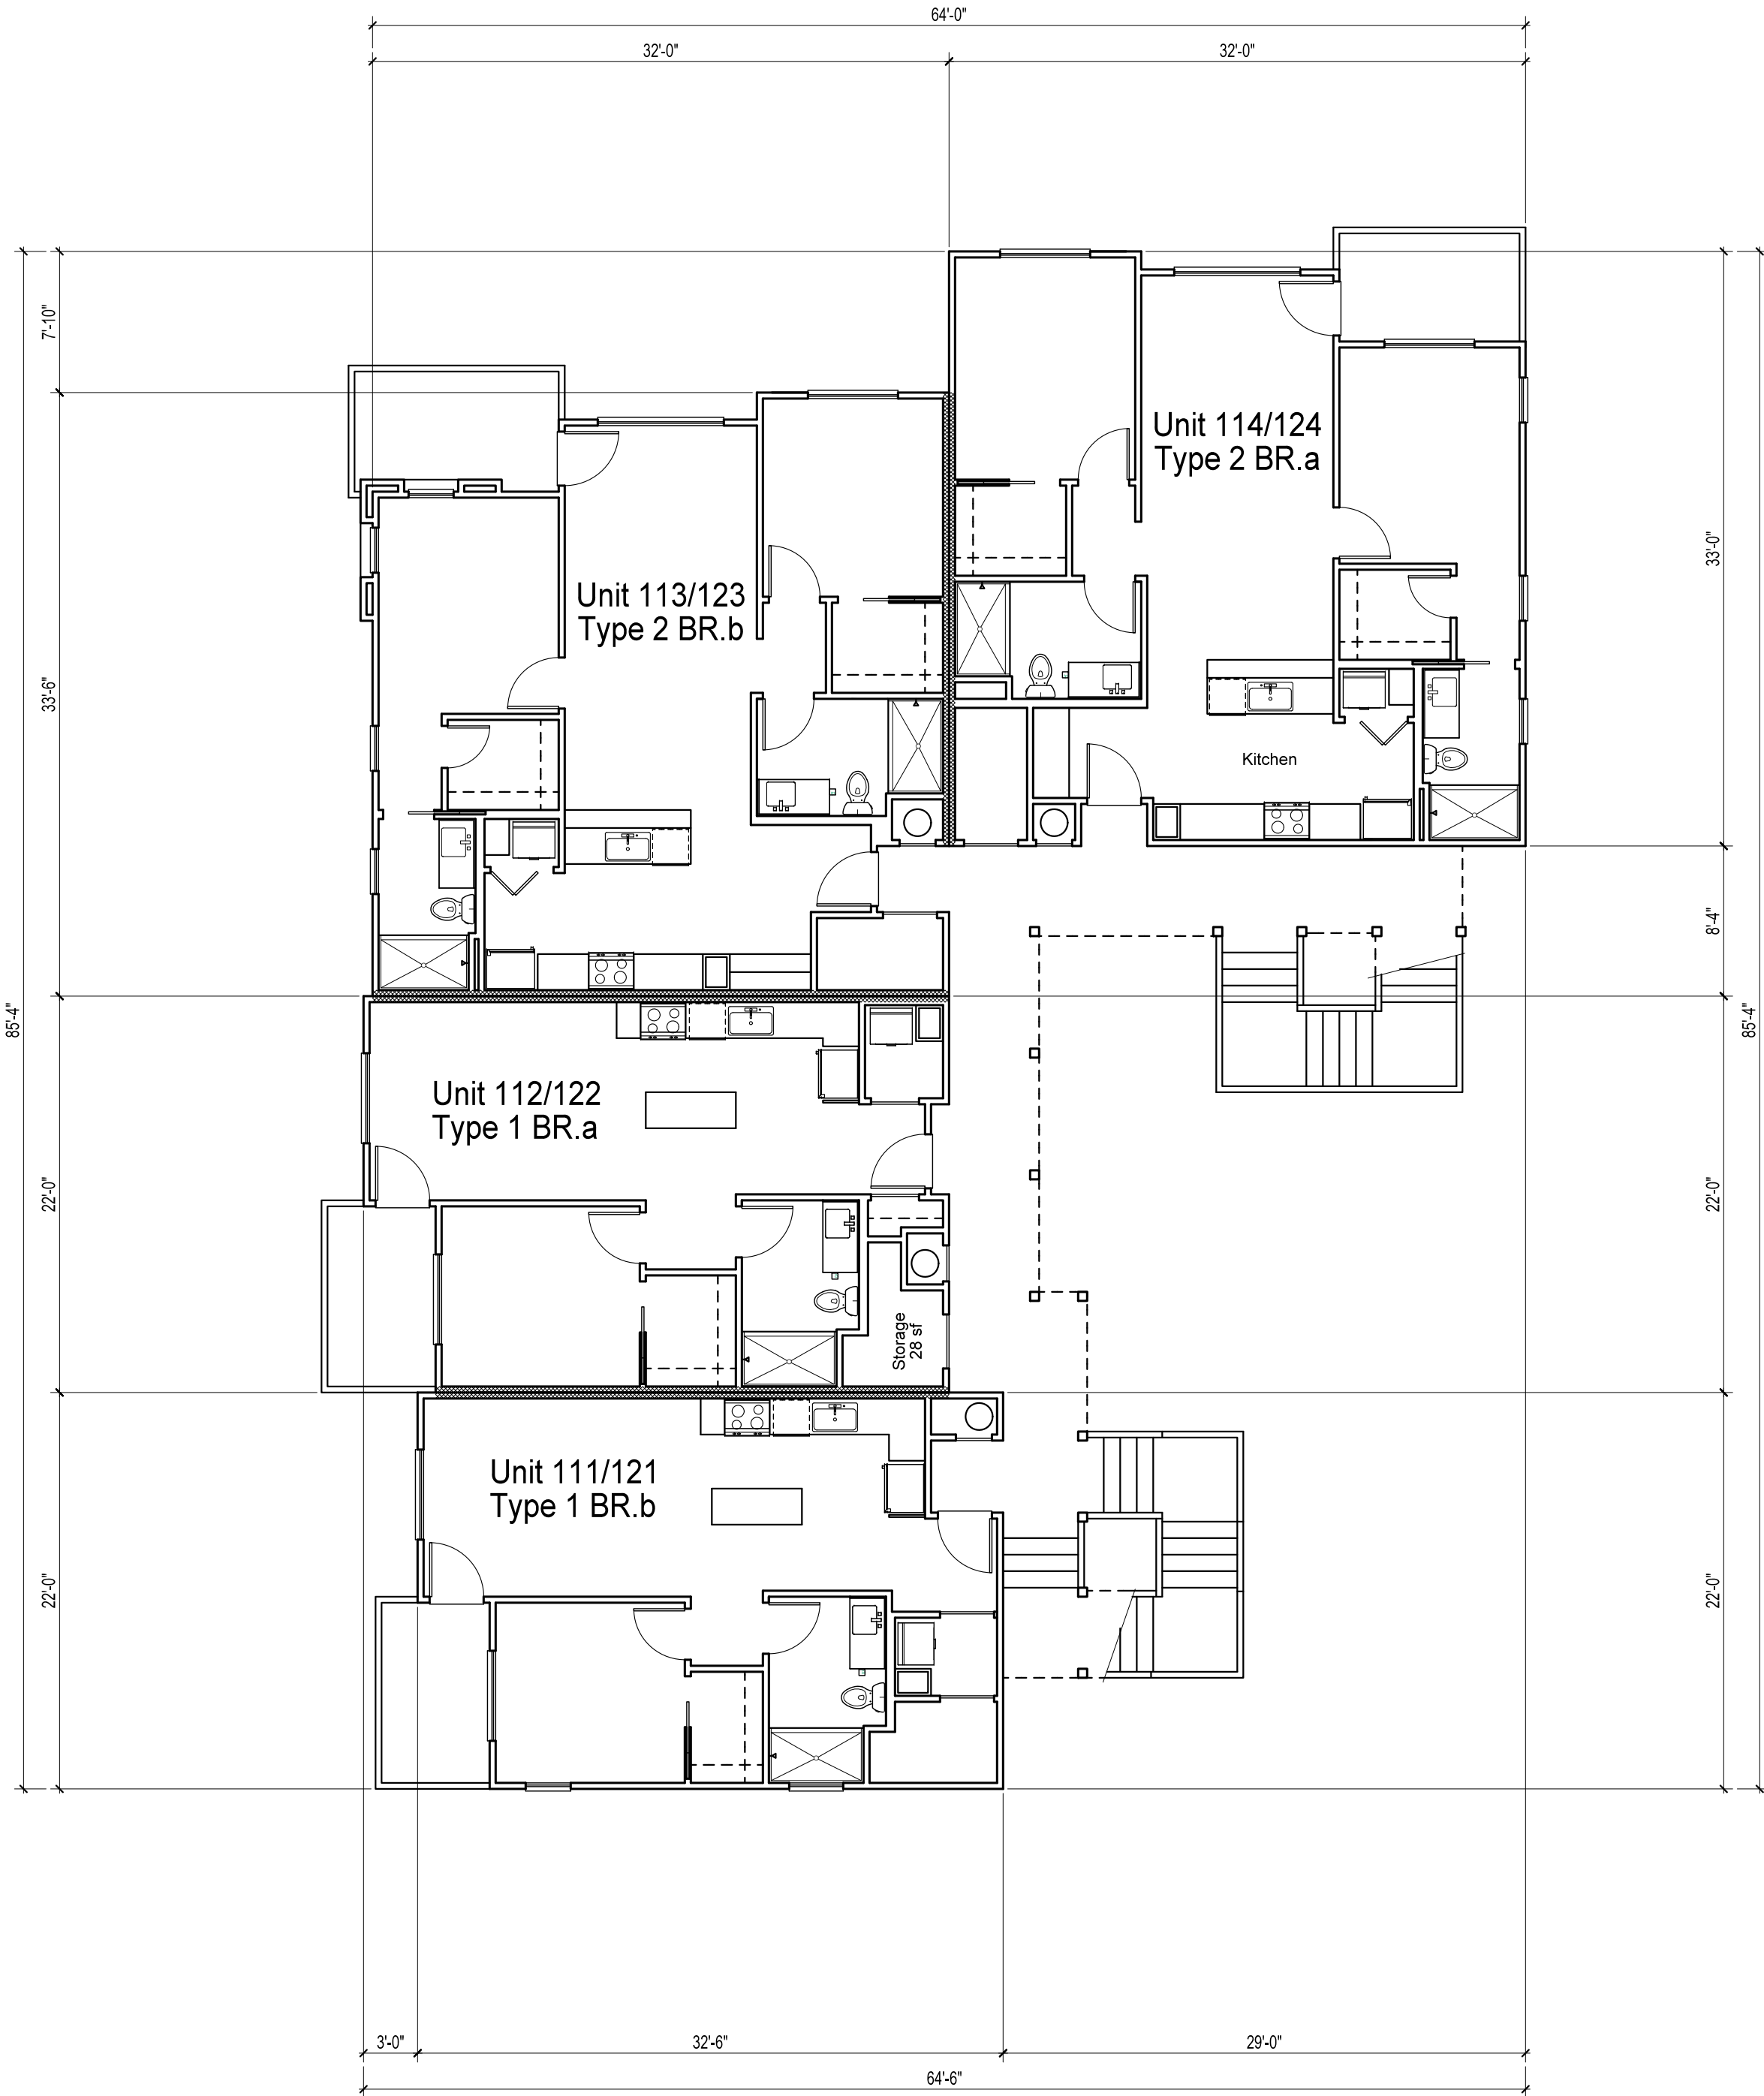 64'-0"
32'-0"
32'-0"
7'-10"
33'-6"
85'-4"
22'-0"
22'-0"
33'-0"
8'-4"
85'-4"
22'-0"
22'-0"
Unit 114/124
Type 2 BR.a
Unit 113/123
Type 2 BR.b
Kitchen
Unit 112/122
Type 1 BR.a
Storage
28 sf
Unit 111/121
Type 1 BR.b
3'-0"
32'-6"
29'-0"
64'-6"